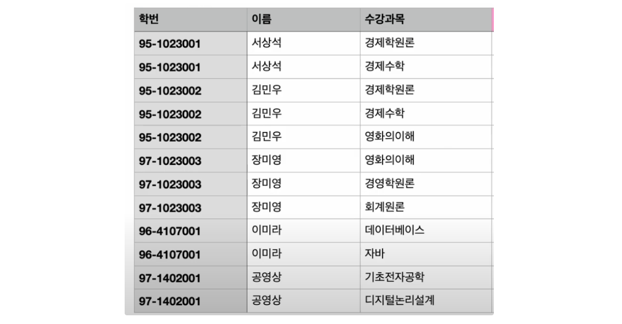 학번 이름 수강과목
95-1023001 서상석 경제학원론
95-1023001 서상석 경제수학
95-1023002 김민우 경제학원론
95-1023002 김민우 경제수학
95-1023002 김민우 영화의이해
97-1023003 장미영 영화의이해
97-1023003 장미영 경영학원론
97-1023003 장미영 회계원론
96-4107001 이미라 데이터베이스
96-4107001 이미라 자바
97-1402001 공영상 기초전자공학
97-1402001 공영상 디지털논리설계